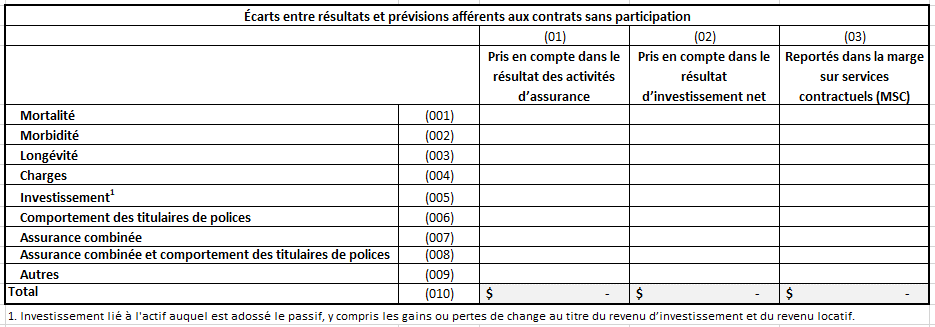 Écarts entre résultats et prévisions afférents aux contrats sans participation
(01) (02) (03)
Pris en compte dans le résultat des activités d’assurance
Pris en compte dans le résultat d’investissement net
Reportés dans la marge sur services contractuels (MSC)
Mortalité (001)
Morbidité (002)
Longévité (003)
Charges (004)
Investissement¹ (005)
Comportement des titulaires de polices (006)
Assurance combinée (007)
Assurance combinée et comportement des titulaires de polices (008)
Autres (009)
Total (010) $ - $ - $ -
1. Investissement lié à l'actif auquel est adossé le passif, y compris les gains ou pertes de change au titre du revenu d’investissement et du revenu locatif.